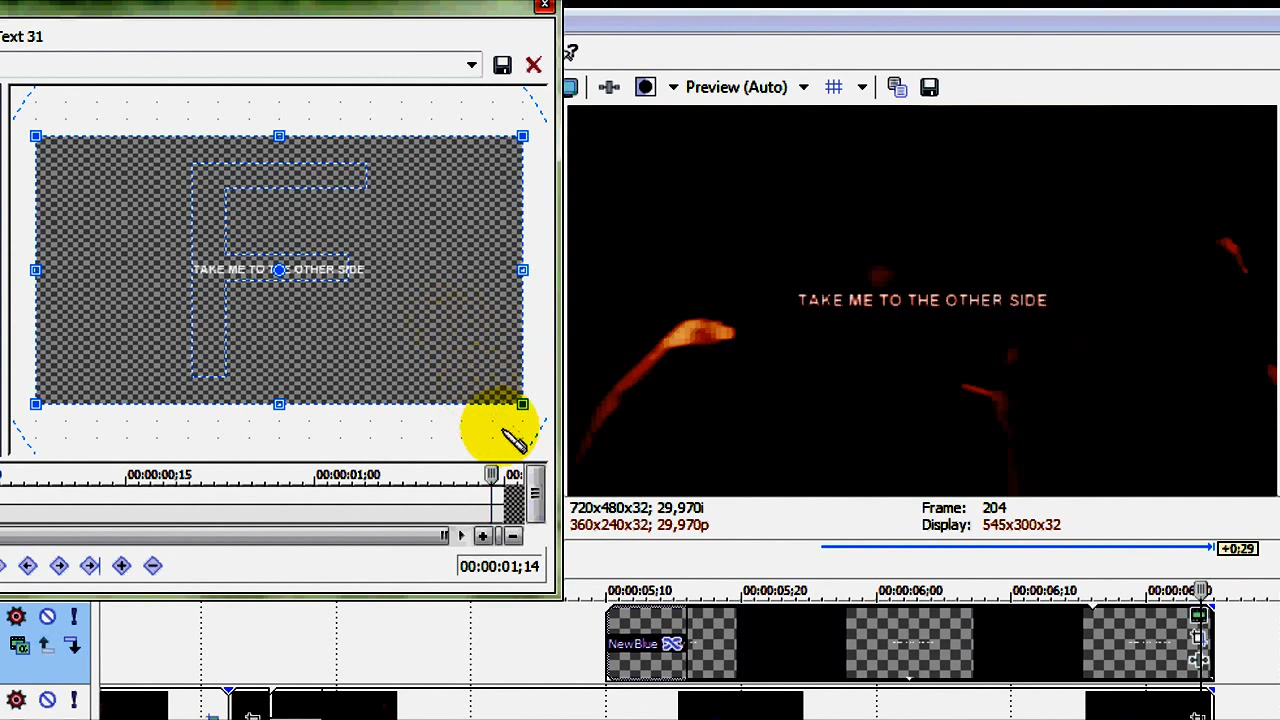 Text 31
Preview (Auto)
TAKE ME TO THE OTHER SIDE
TAKE ME TO THE OTHER SIDE
00:00:00;15
00:00:01;00
00:
720x480x32; 29,970i
Frame: 204
360x240x32; 29,970p
Display: 545x300x32
+0;29
00:00:01;14
00:00:05;10
00:00:05;20
00:00:06;00
00:00:06;10
00:00:06
NewBlue